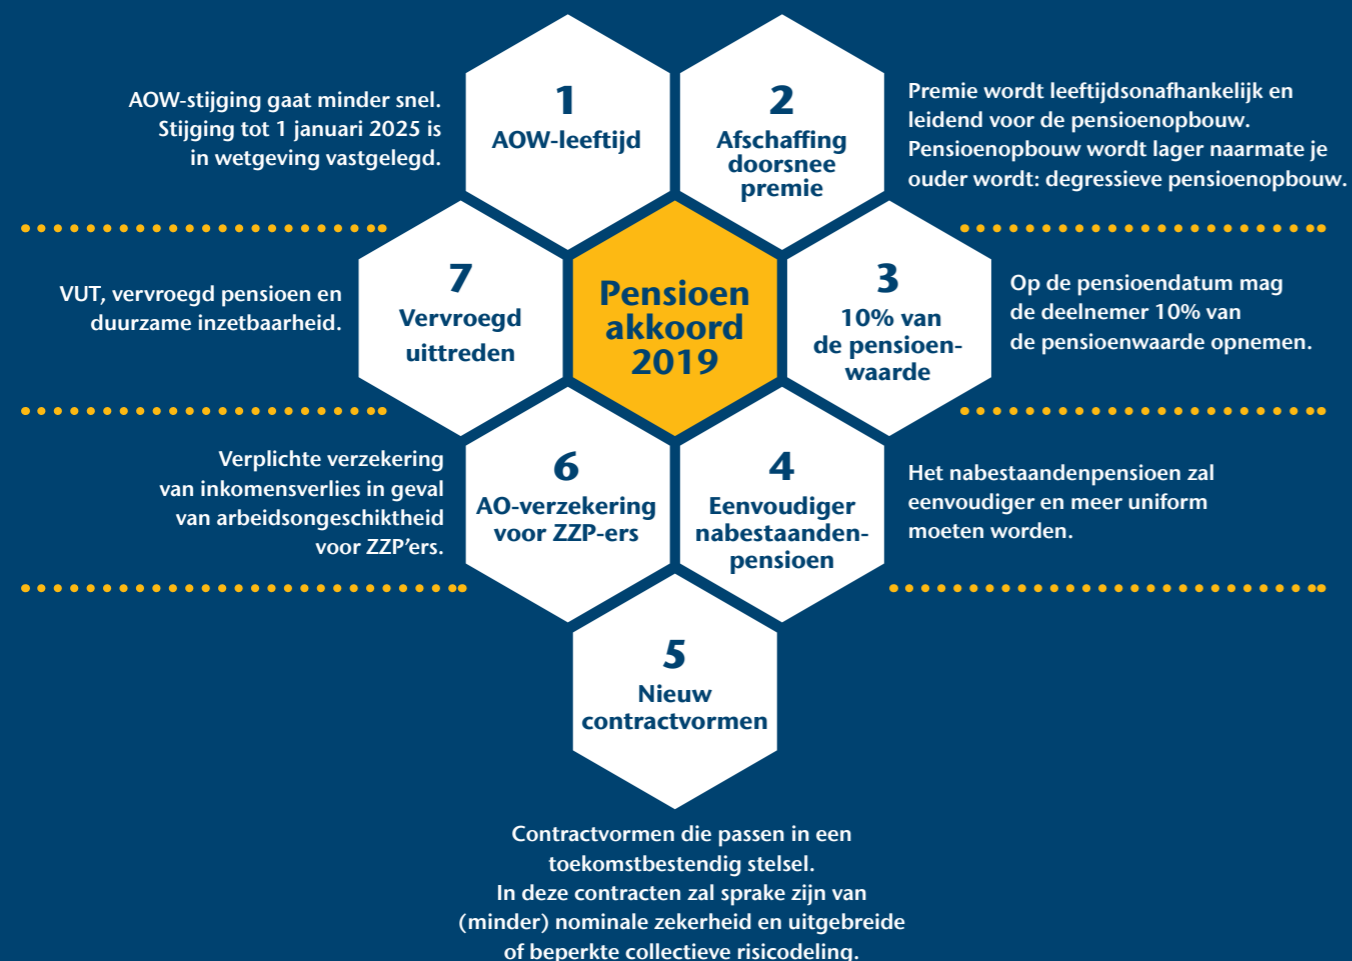 AOW-stijging gaat minder snel.
Stijging tot 1 januari 2025 is
in wetgeving vastgelegd.
1
AOW-leeftijd
2
Afschaffing
doorsnee
premie
Premie wordt leeftijdsonafhankelijk en
leidend voor de pensioenopbouw.
Pensioenopbouw wordt lager naarmate je
ouder wordt: degressieve pensioenopbouw.
VUT, vervroegd pensioen en
duurzame inzetbaarheid.
7
Vervroegd
uittreden
Pensioen
akkoord
2019
3
10% van
de pensioen-
waarde
Op de pensioendatum mag
de deelnemer 10% van
de pensioenwaarde opnemen.
Verplichte verzekering
van inkomensverlies in geval
van arbeidsongeschiktheid
voor ZZP’ers.
6
AO-verzekering
voor ZZP-ers
4
Eenvoudiger
nabestaanden-
pensioen
Het nabestaandenpensioen zal
eenvoudiger en meer uniform
moeten worden.
5
Nieuw
contractvormen
Contractvormen die passen in een
toekomstbestendig stelsel.
In deze contracten zal sprake zijn van
(minder) nominale zekerheid en uitgebreide
of beperkte collectieve risicodeling.